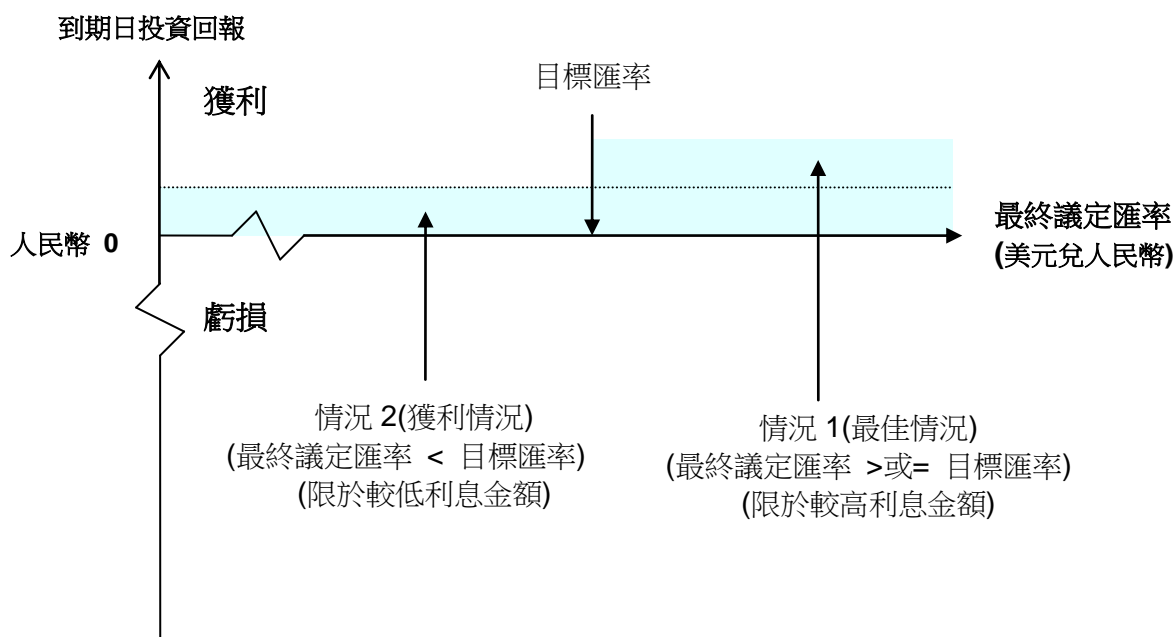 到期日投資回報
獲利
目標匯率
人民幣 0
最終議定匯率
(美元兌人民幣)
虧損
情況 2(獲利情況)
(最終議定匯率 < 目標匯率)
(限於較低利息金額)
情況 1(最佳情況)
(最終議定匯率 >或= 目標匯率)
(限於較高利息金額)